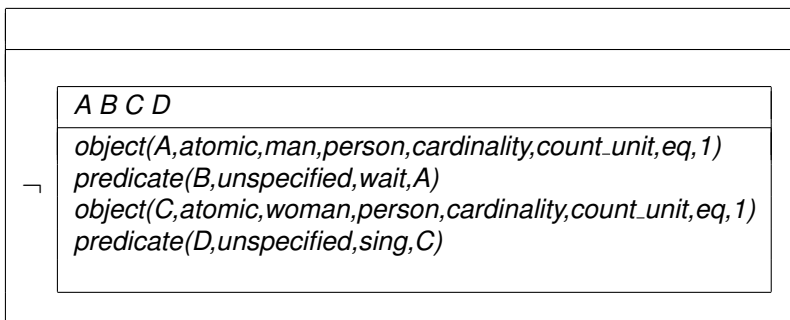 A B C D
object(A,atomic,man,person,cardinality,count_unit,eq,1)
predicate(B,unspecified,wait,A)
¬
object(C,atomic,woman,person,cardinality,count_unit,eq,1)
predicate(D,unspecified,sing,C)